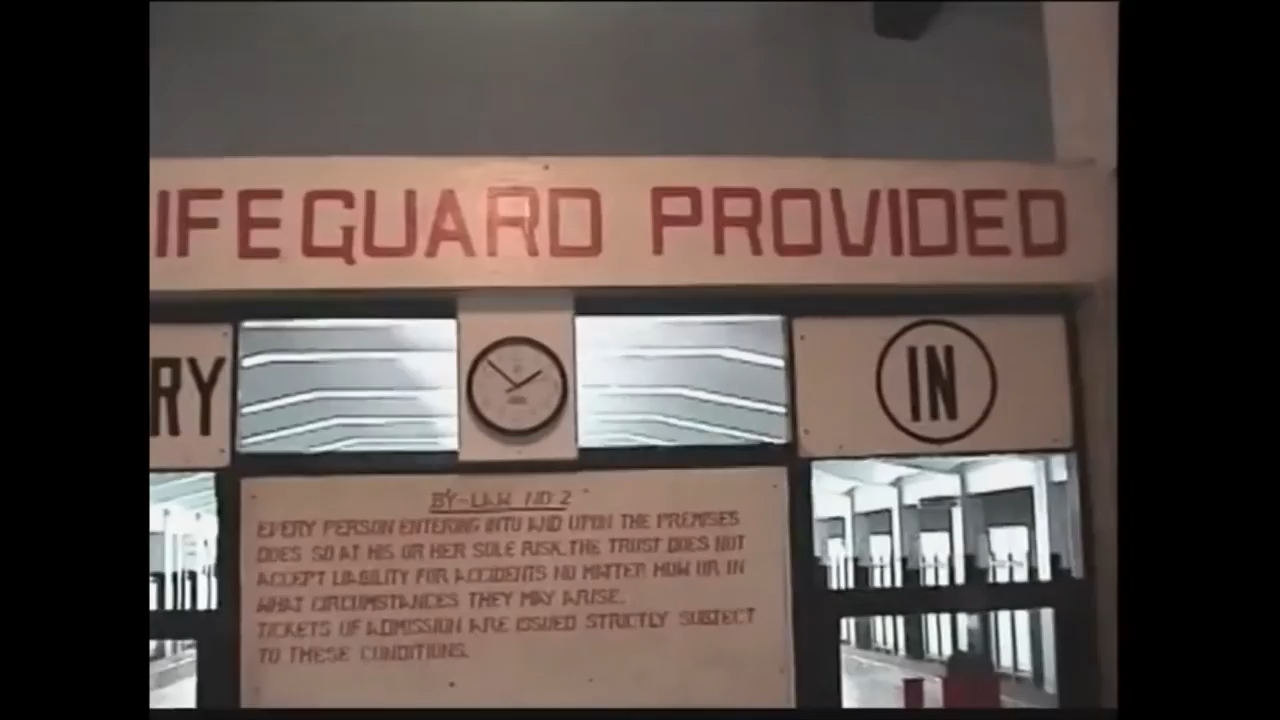 IFEGUARD PROVIDED
RY
IN
BY-LAW NO 2
EVERY PERSON ENTERING INTO AND UPON THE PREMISES
DOES SO AT HIS OR HER SOLE RISK. THE TRUST DOES NOT
ACCEPT LIABILITY FOR ACCIDENTS NO MATTER HOW OR IN
WHAT CIRCUMSTANCES THEY MAY ARISE.
TICKETS OF ADMISSION ARE ISSUED STRICTLY SUBJECT
TO THESE CONDITIONS.